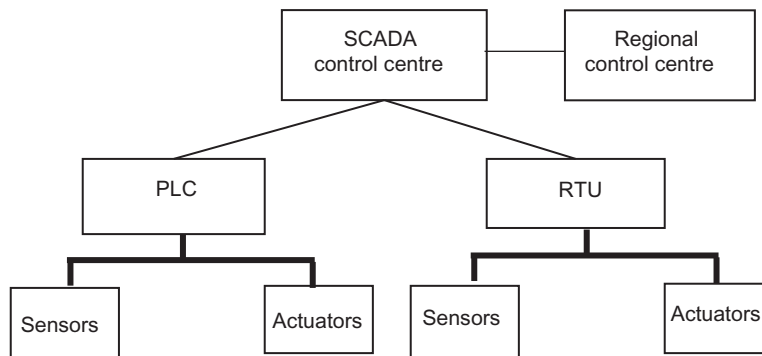 SCADA
control centre
Regional
control centre
PLC
RTU
Sensors
Actuators
Sensors
Actuators